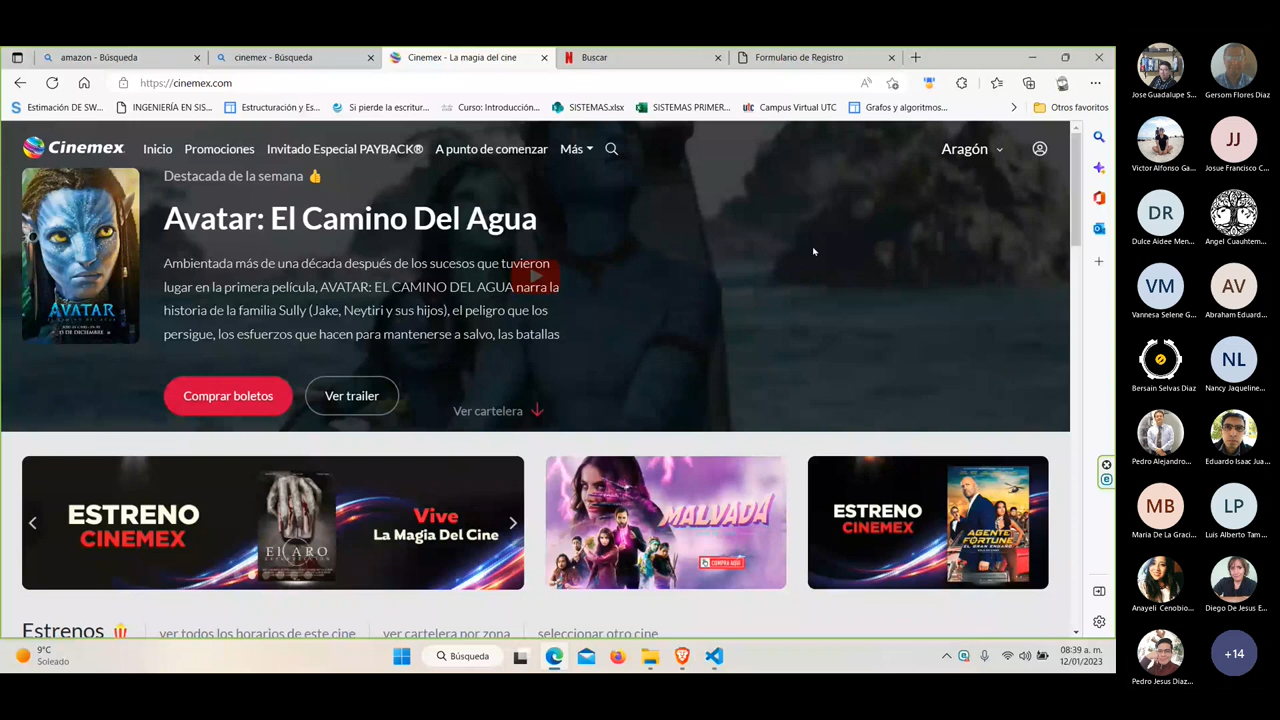 amazon - Búsqueda
cinemex - Búsqueda
Cinemex - La magia del cine
Buscar
Formulario de Registro
https://cinemex.com
Estimación DE SW...
INGENIERÍA EN SIS...
Estructuración y Es...
Si pierde la escritur...
Curso: Introducción...
SISTEMAS.xlsx
SISTEMAS PRIMER...
Campus Virtual UTC
Grafos y algoritmos...
Otros favoritos
Cinemex
Inicio
Promociones
Invitado Especial PAYBACK®
A punto de comenzar
Más
Aragón
Destacada de la semana
Avatar: El Camino Del Agua
Ambientada más de una década después de los sucesos que tuvieron
lugar en la primera película, AVATAR: EL CAMINO DEL AGUA narra la
historia de la familia Sully (Jake, Neytiri y sus hijos), el peligro que los
persigue, los esfuerzos que hacen para mantenerse a salvo, las batallas
AVATAR
Comprar boletos
Ver trailer
Ver cartelera
ESTRENO
CINEMEX
EL ARO
Vive
La Magia Del Cine
MALVADA
COMPRA AQUÍ
ESTRENO
CINEMEX
AGENTE
FORTUNE
EL GRAN ENGAÑO
Estrenos
ver todos los horarios de este cine
ver cartelera por zona
seleccionar otro cine
9°C
Soleado
Búsqueda
08:39 a. m.
12/01/2023
Jose Guadalupe S...
Gersom Flores Diaz
Victor Alfonso Ga...
JJ
Josue Francisco C...
DR
Dulce Aidee Men...
Angel Cuauhtem...
VM
Vannesa Selene G...
AV
Abraham Eduard...
Bersain Selvas Diaz
NL
Nancy Jaqueline...
Pedro Alejandro...
Eduardo Isaac Jua...
MB
Maria De La Graci...
LP
Luis Alberto Tam...
Anayeli Cenobio...
Diego De Jesus E...
Pedro Jesus Diaz...
+14